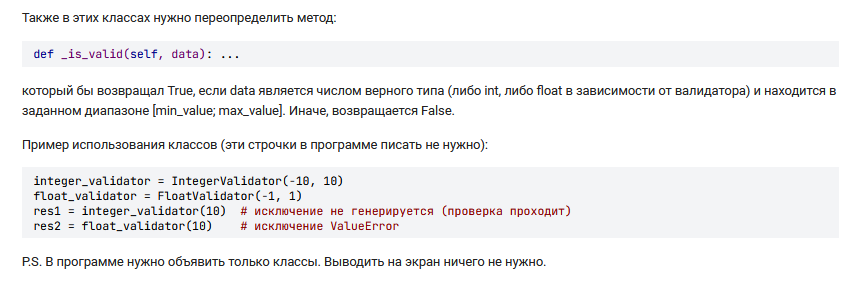 Также в этих классах нужно переопределить метод:
def _is_valid(self, data): ...
который бы возвращал True, если data является числом верного типа (либо int, либо float в зависимости от валидатора) и находится в
заданном диапазоне [min_value; max_value]. Иначе, возвращается False.
Пример использования классов (эти строчки в программе писать не нужно):
integer_validator = IntegerValidator(-10, 10)
float_validator = FloatValidator(-1, 1)
res1 = integer_validator(10)  # исключение не генерируется (проверка проходит)
res2 = float_validator(10)    # исключение ValueError
P.S. В программе нужно объявить только классы. Выводить на экран ничего не нужно.